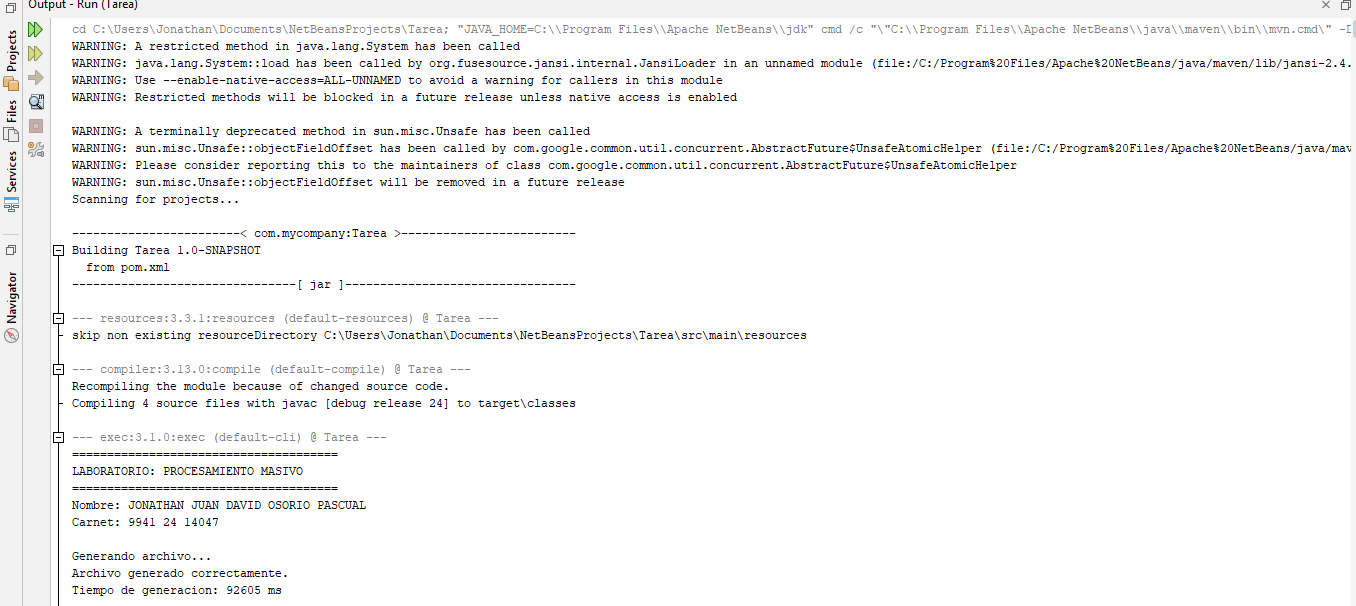 Output - Run (Tarea)
Projects
Files
Services
Navigator
cd C:\Users\Jonathan\Documents\NetBeansProjects\Tarea; "JAVA_HOME=C:\\Program Files\\Apache NetBeans\\jdk" cmd /c "\"C:\\Program Files\\Apache NetBeans\\java\\maven\\bin\\mvn.cmd\" -D
WARNING: A restricted method in java.lang.System has been called
WARNING: java.lang.System::load has been called by org.fusesource.jansi.internal.JansiLoader in an unnamed module (file:/C:/Program%20Files/Apache%20NetBeans/java/maven/lib/jansi-2.4.
WARNING: Use --enable-native-access=ALL-UNNAMED to avoid a warning for callers in this module
WARNING: Restricted methods will be blocked in a future release unless native access is enabled
WARNING: A terminally deprecated method in sun.misc.Unsafe has been called
WARNING: sun.misc.Unsafe::objectFieldOffset has been called by com.google.common.util.concurrent.AbstractFuture$UnsafeAtomicHelper (file:/C:/Program%20Files/Apache%20NetBeans/java/mav
WARNING: Please consider reporting this to the maintainers of class com.google.common.util.concurrent.AbstractFuture$UnsafeAtomicHelper
WARNING: sun.misc.Unsafe::objectFieldOffset will be removed in a future release
Scanning for projects...
------------------------< com.mycompany:Tarea >-------------------------
Building Tarea 1.0-SNAPSHOT
from pom.xml
--------------------------------[ jar ]---------------------------------
--- resources:3.3.1:resources (default-resources) @ Tarea ---
skip non existing resourceDirectory C:\Users\Jonathan\Documents\NetBeansProjects\Tarea\src\main\resources
--- compiler:3.13.0:compile (default-compile) @ Tarea ---
Recompiling the module because of changed source code.
Compiling 4 source files with javac [debug release 24] to target\classes
--- exec:3.1.0:exec (default-cli) @ Tarea ---
======================================
LABORATORIO: PROCESAMIENTO MASIVO
======================================
Nombre: JONATHAN JUAN DAVID OSORIO PASCUAL
Carnet: 9941 24 14047
Generando archivo...
Archivo generado correctamente.
Tiempo de generacion: 92605 ms